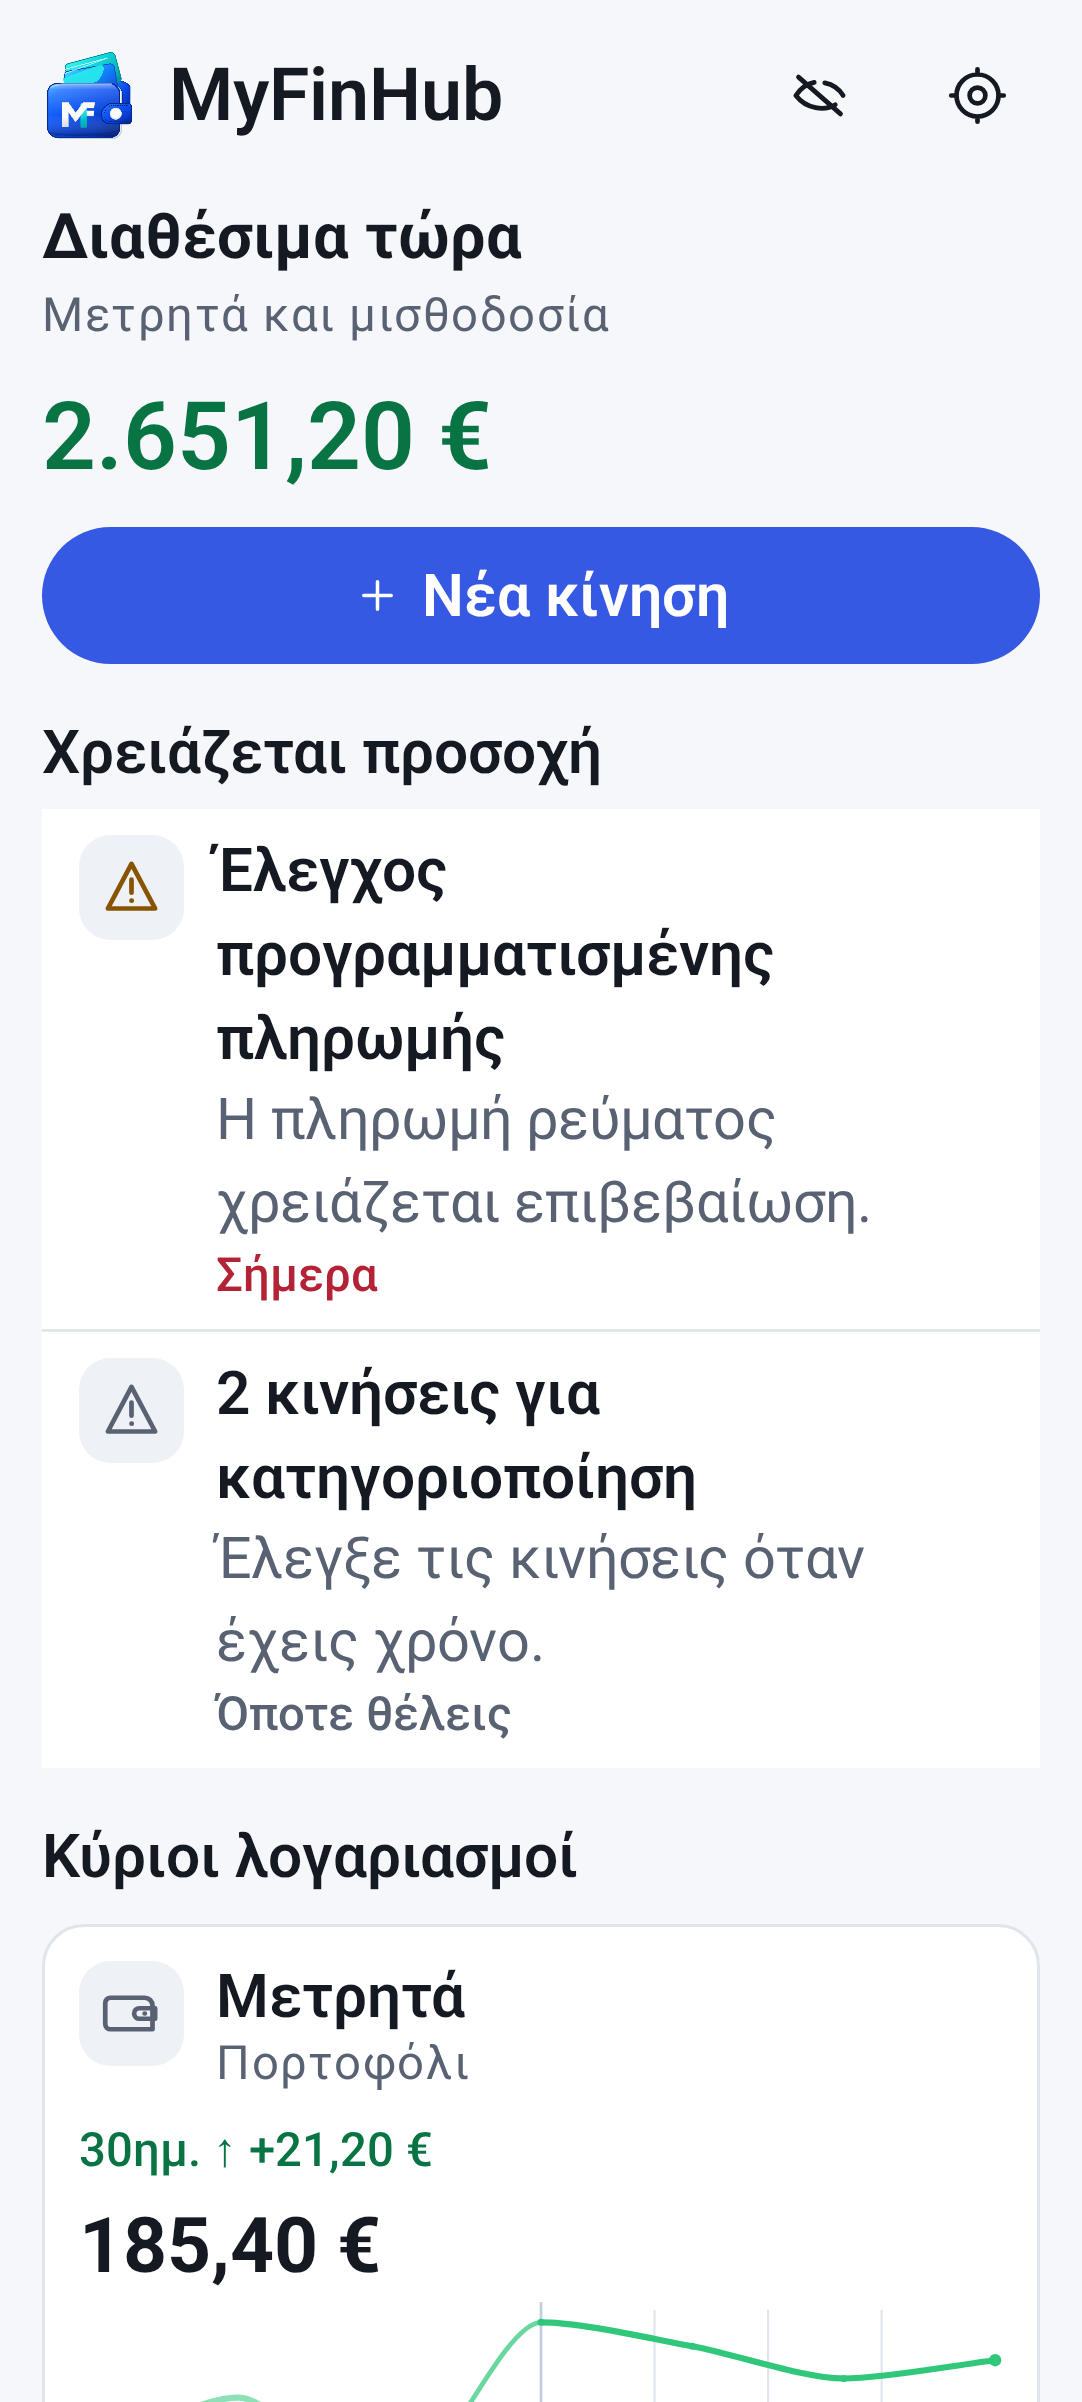 MF
MyFinHub
Διαθέσιμα τώρα
Μετρητά και μισθοδοσία
2.651,20 €
+ Νέα κίνηση
Χρειάζεται προσοχή
Έλεγχος
προγραμματισμένης
πληρωμής
Η πληρωμή ρεύματος
χρειάζεται επιβεβαίωση.
Σήμερα
2 κινήσεις για
κατηγοριοποίηση
Έλεγξε τις κινήσεις όταν
έχεις χρόνο.
Όποτε θέλεις
Κύριοι λογαριασμοί
Μετρητά
Πορτοφόλι
30ημ. ↑ +21,20 €
185,40 €